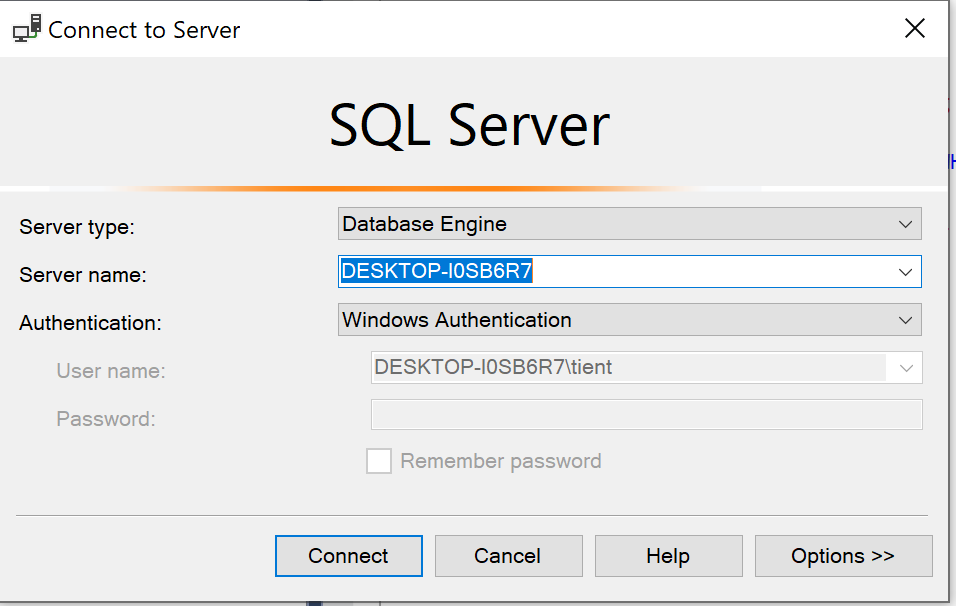 Connect to Server
SQL Server
Server type:
Database Engine
Server name:
DESKTOP-I0SB6R7
Authentication:
Windows Authentication
User name:
DESKTOP-I0SB6R7\tient
Password:
Remember password
Connect
Cancel
Help
Options >>